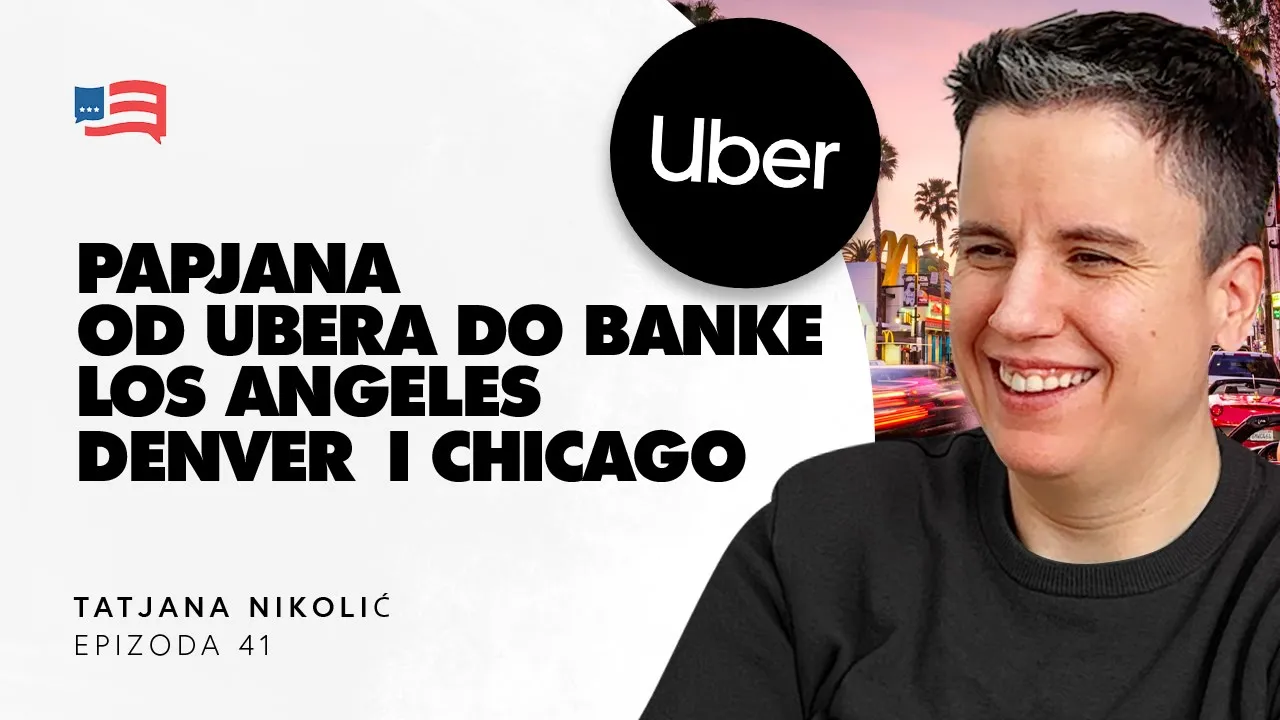 Uber
PAPJANA
OD UBERA DO BANKE
LOS ANGELES
DENVER I CHICAGO
TATJANA NIKOLIĆ
EPIZODA 41